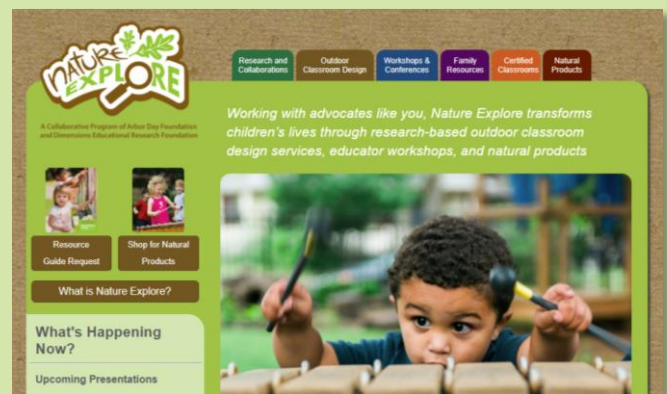 NATURE
EXPLORE
A Collaborative Program of Arbor Day Foundation
and Dimensions Educational Research Foundation
Research and
Collaborations
Outdoor
Classroom Design
Workshops &
Conferences
Family
Resources
Certified
Classrooms
Natural
Products
Working with advocates like you, Nature Explore transforms
children's lives through research-based outdoor classroom
design services, educator workshops, and natural products
Resource
Guide Request
Shop for Natural
Products
What is Nature Explore?
What's Happening
Now?
Upcoming Presentations